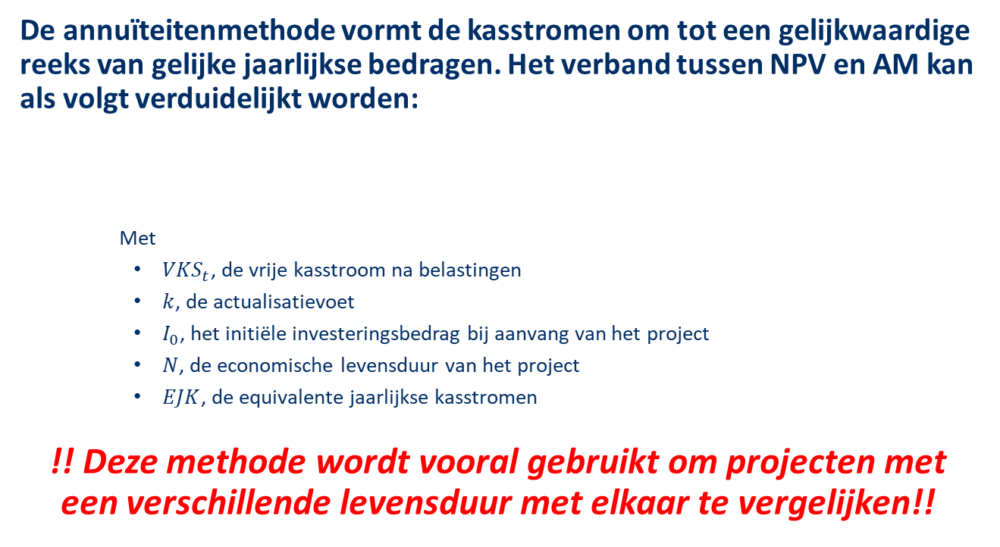 De annuïteitenmethode vormt de kasstromen om tot een gelijkwaardige
reeks van gelijke jaarlijkse bedragen. Het verband tussen NPV en AM kan
als volgt verduidelijkt worden:
Met
• VKSₜ, de vrije kasstroom na belastingen
• k, de actualisatievoet
• I₀, het initiële investeringsbedrag bij aanvang van het project
• N, de economische levensduur van het project
• EJK, de equivalente jaarlijkse kasstromen
!! Deze methode wordt vooral gebruikt om projecten met
een verschillende levensduur met elkaar te vergelijken!!